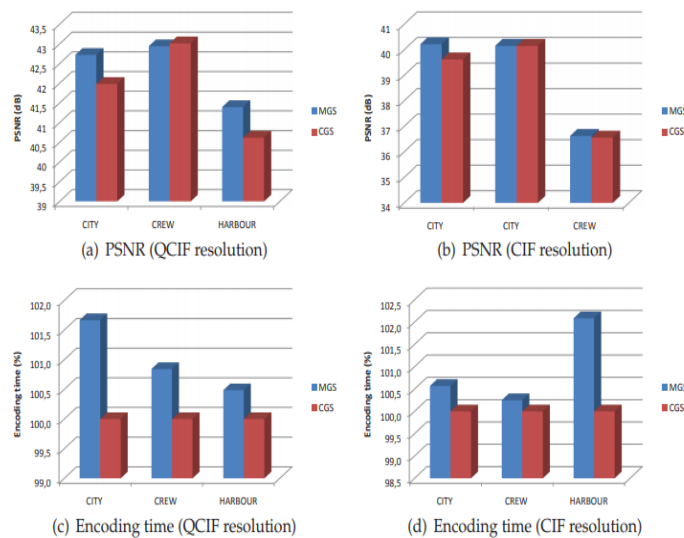 43,5
43
42,5
42
41,5
41
40,5
40
39,5
39
PSNR (dB)
CITY CREW HARBOUR
MGS
CGS
(a) PSNR (QCIF resolution)
41
40
39
38
37
36
35
34
PSNR (dB)
CITY CITY CREW
MGS
CGS
(b) PSNR (CIF resolution)
102,0
101,5
101,0
100,5
100,0
99,5
99,0
Encoding time (%)
CITY CREW HARBOUR
MGS
CGS
(c) Encoding time (QCIF resolution)
102,5
102,0
101,5
101,0
100,5
100,0
99,5
99,0
98,5
Encoding time (%)
CITY CREW HARBOUR
MG
CGS
(d) Encoding time (CIF resolution)